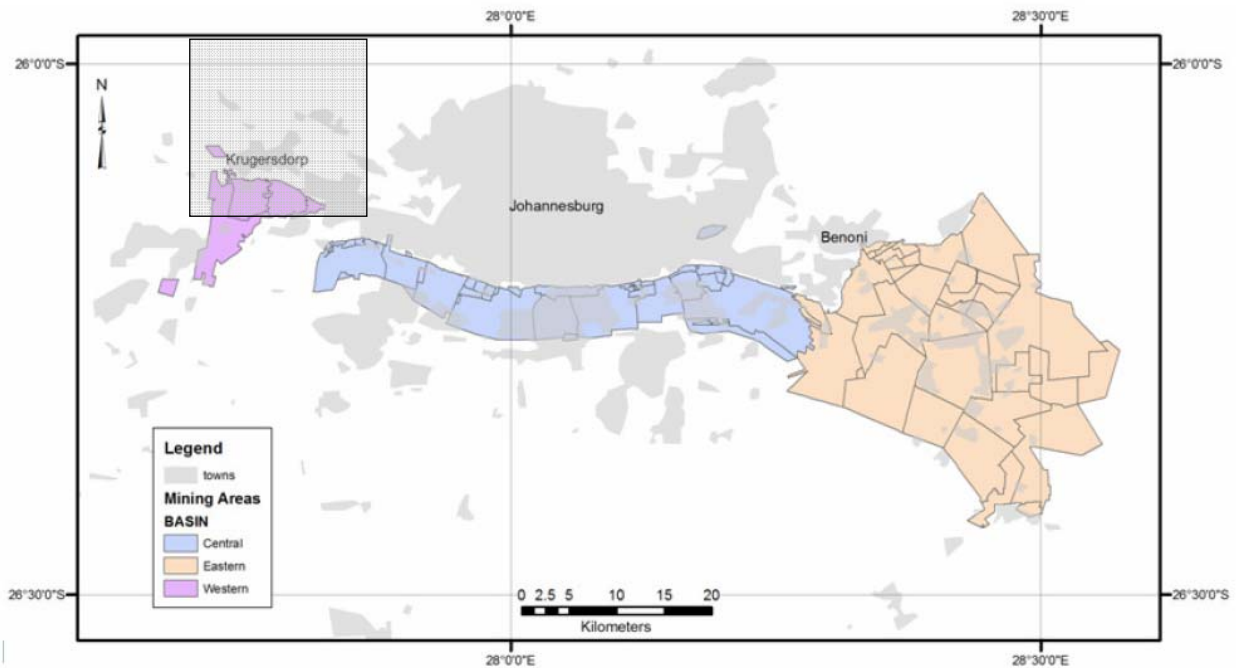 28°0'0"E 28°30'0"E
26°0'0"S 26°0'0"S
N
Krugersdorp
Johannesburg
Benoni
Legend
towns
Mining Areas
BASIN
Central
Eastern
Western
0 2.5 5 10 15 20
Kilometers
26°30'0"S 26°30'0"S
28°0'0"E 28°30'0"E